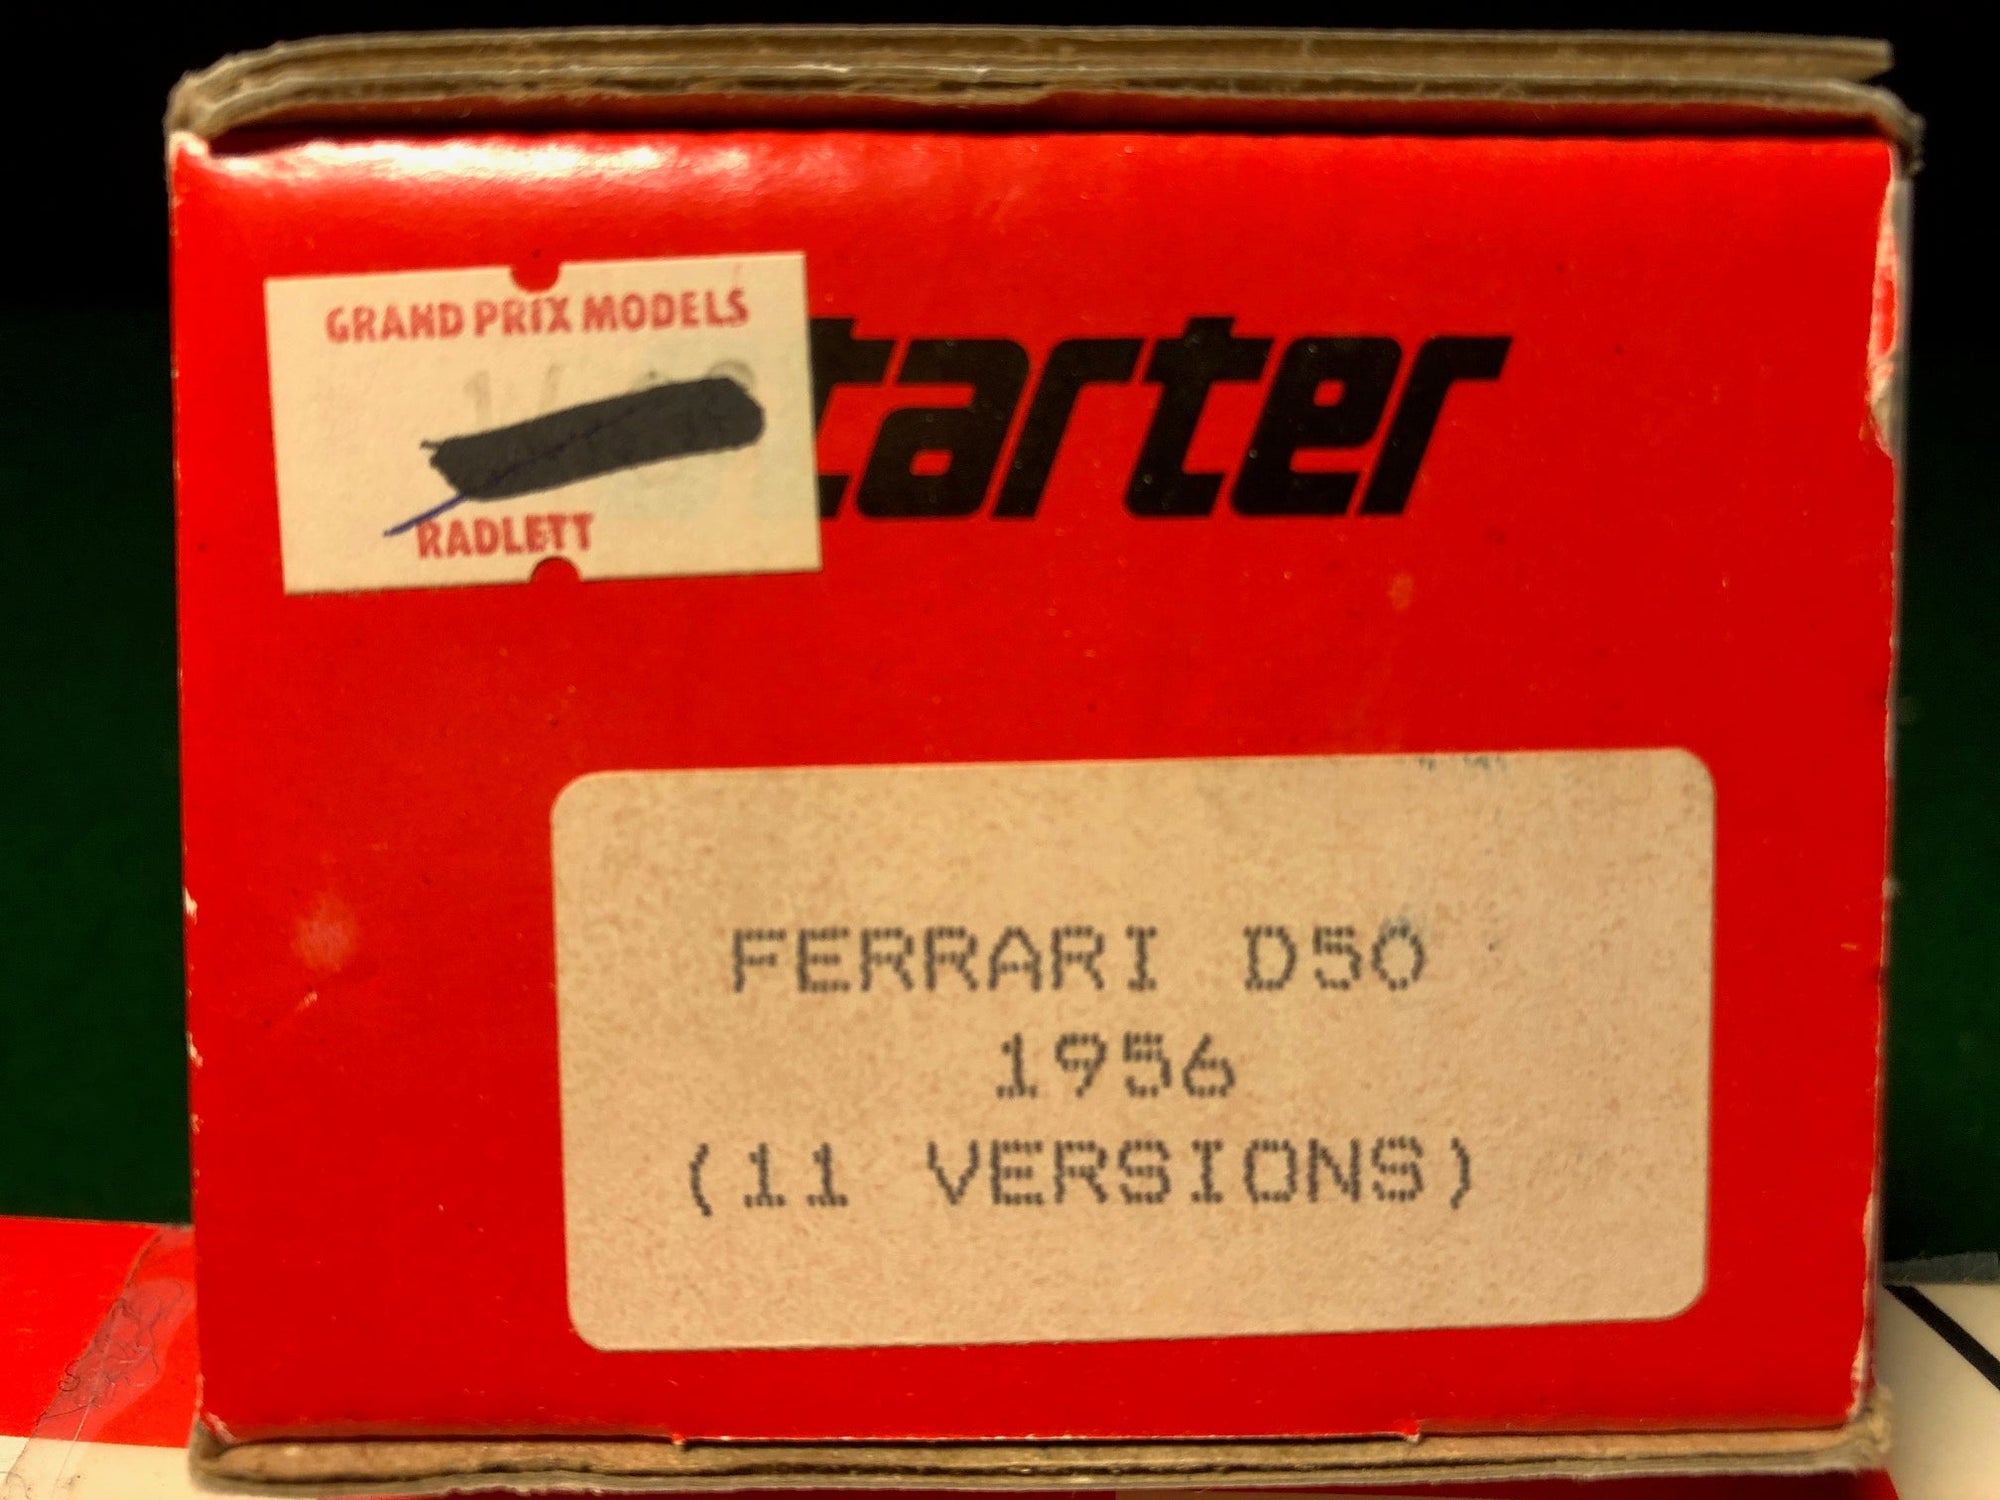 GRAND PRIX MODELS
RADLETT
tarter
FERRARI D50
1956
(11 VERSIONS)